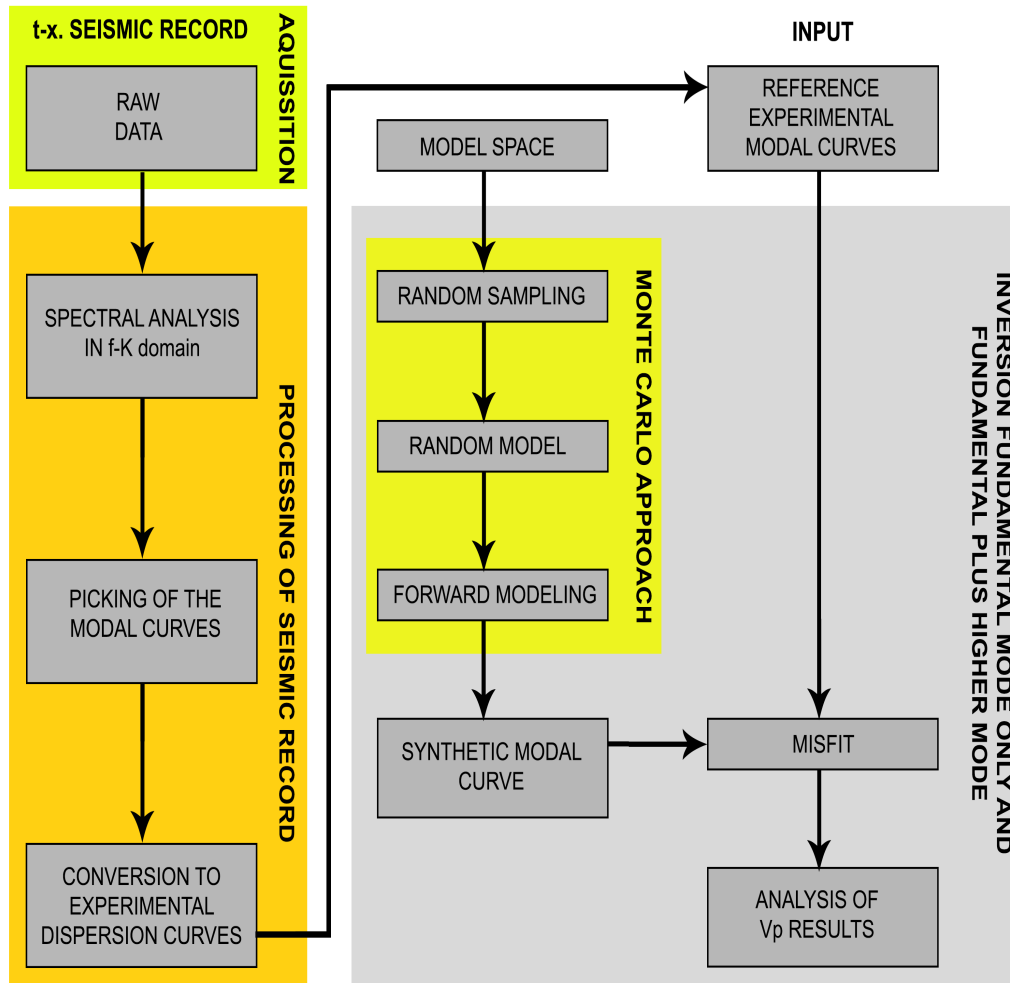 t-x. SEISMIC RECORD
RAW
DATA
AQUISSITION
SPECTRAL ANALYSIS
IN f-K domain
PICKING OF THE
MODAL CURVES
CONVERSION TO
EXPERIMENTAL
DISPERSION CURVES
PROCESSING OF SEISMIC RECORD
MODEL SPACE
RANDOM SAMPLING
RANDOM MODEL
FORWARD MODELING
MONTE CARLO APPROACH
SYNTHETIC MODAL
CURVE
INPUT
REFERENCE
EXPERIMENTAL
MODAL CURVES
MISFIT
ANALYSIS OF
Vp RESULTS
INVERSION FUNDAMENTAL MODE ONLY AND
FUNDAMENTAL PLUS HIGHER MODE